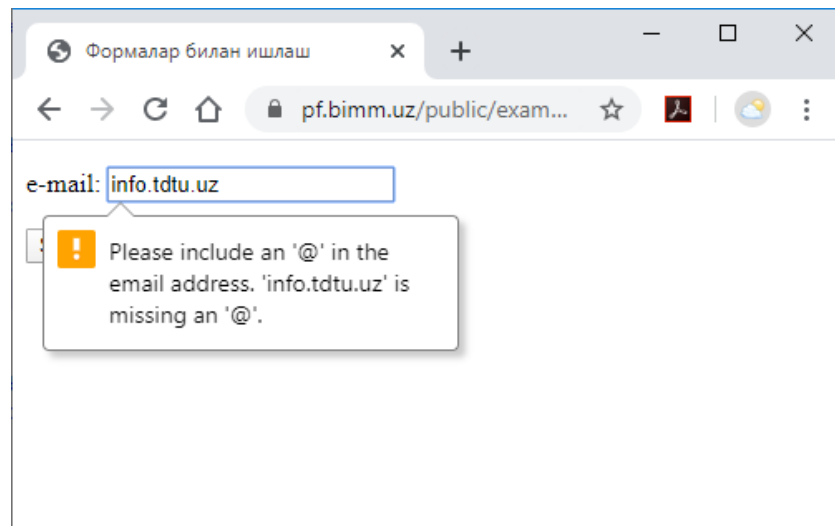 Формалар билан ишлаш
pf.bimm.uz/public/exam...
e-mail: info.tdtu.uz
Please include an '@' in the
email address. 'info.tdtu.uz' is
missing an '@'.